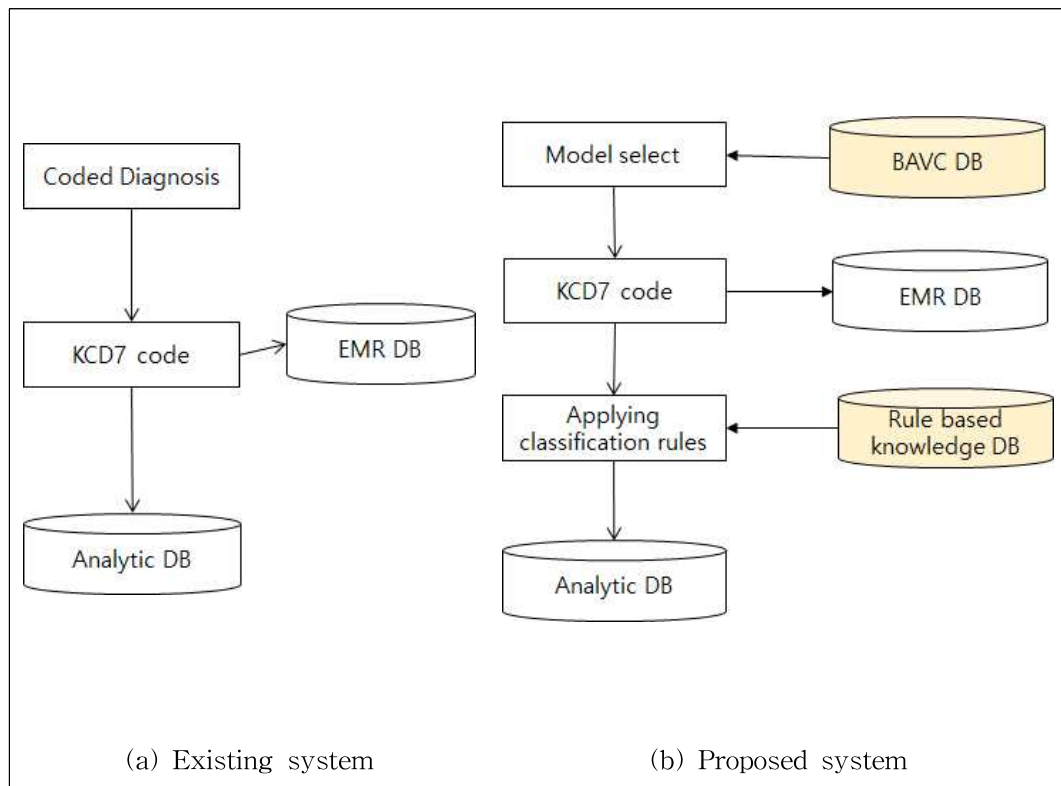 Coded Diagnosis
KCD7 code
EMR DB
Analytic DB
(a) Existing system
Model select
BAVC DB
KCD7 code
EMR DB
Applying
classification rules
Rule based
knowledge DB
Analytic DB
(b) Proposed system